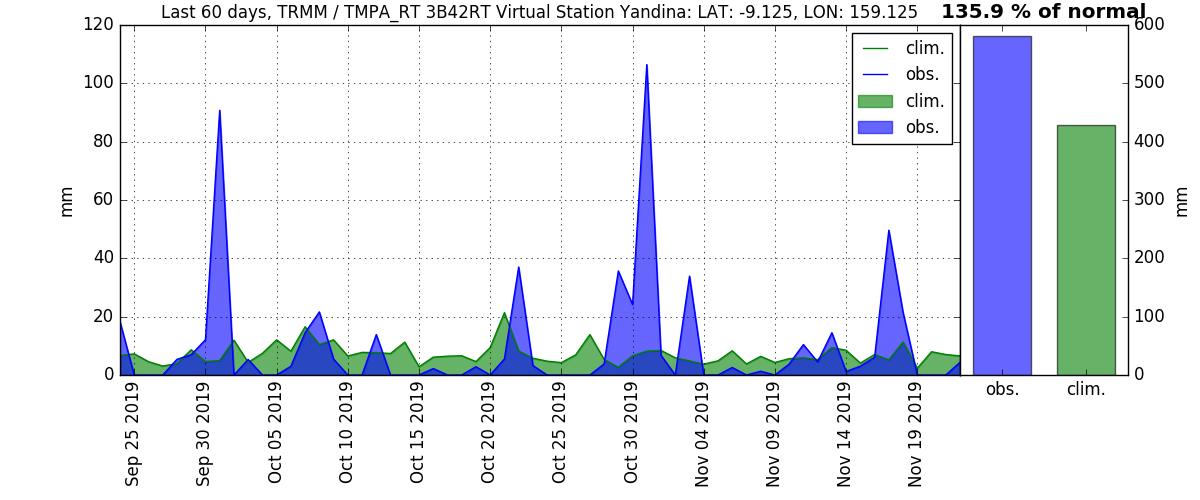 Last 60 days, TRMM / TMPA_RT 3B42RT Virtual Station Yandina: LAT: -9.125, LON: 159.125
135.9 % of normal
120
100
80
60
40
20
0
mm
clim.
obs.
clim.
obs.
600
500
400
300
200
100
0
mm
Sep 25 2019
Sep 30 2019
Oct 05 2019
Oct 10 2019
Oct 15 2019
Oct 20 2019
Oct 25 2019
Oct 30 2019
Nov 04 2019
Nov 09 2019
Nov 14 2019
Nov 19 2019
obs.
clim.